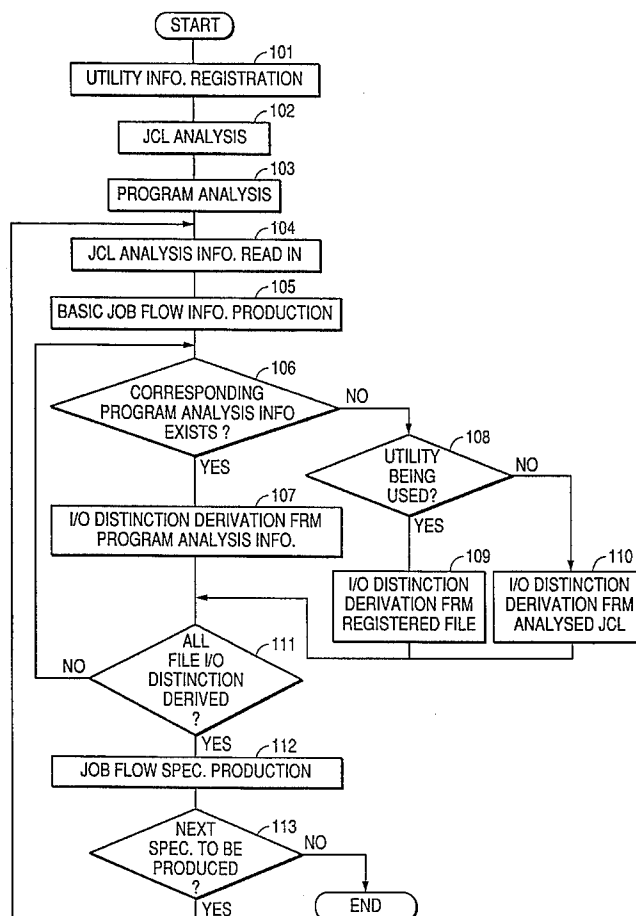 START
101
UTILITY INFO. REGISTRATION
102
JCL ANALYSIS
103
PROGRAM ANALYSIS
104
JCL ANALYSIS INFO. READ IN
105
BASIC JOB FLOW INFO. PRODUCTION
106
CORRESPONDING
PROGRAM ANALYSIS INFO
EXISTS ?
NO
YES
108
UTILITY
BEING
USED?
NO
YES
107
I/O DISTINCTION DERIVATION FRM
PROGRAM ANALYSIS INFO.
109
I/O DISTINCTION
DERIVATION FRM
REGISTERED FILE
110
I/O DISTINCTION
DERIVATION FRM
ANALYSED JCL
111
ALL
FILE I/O
DISTINCTION
DERIVED
?
NO
YES
112
JOB FLOW SPEC. PRODUCTION
113
NEXT
SPEC. TO BE
PRODUCED
?
NO
YES
END